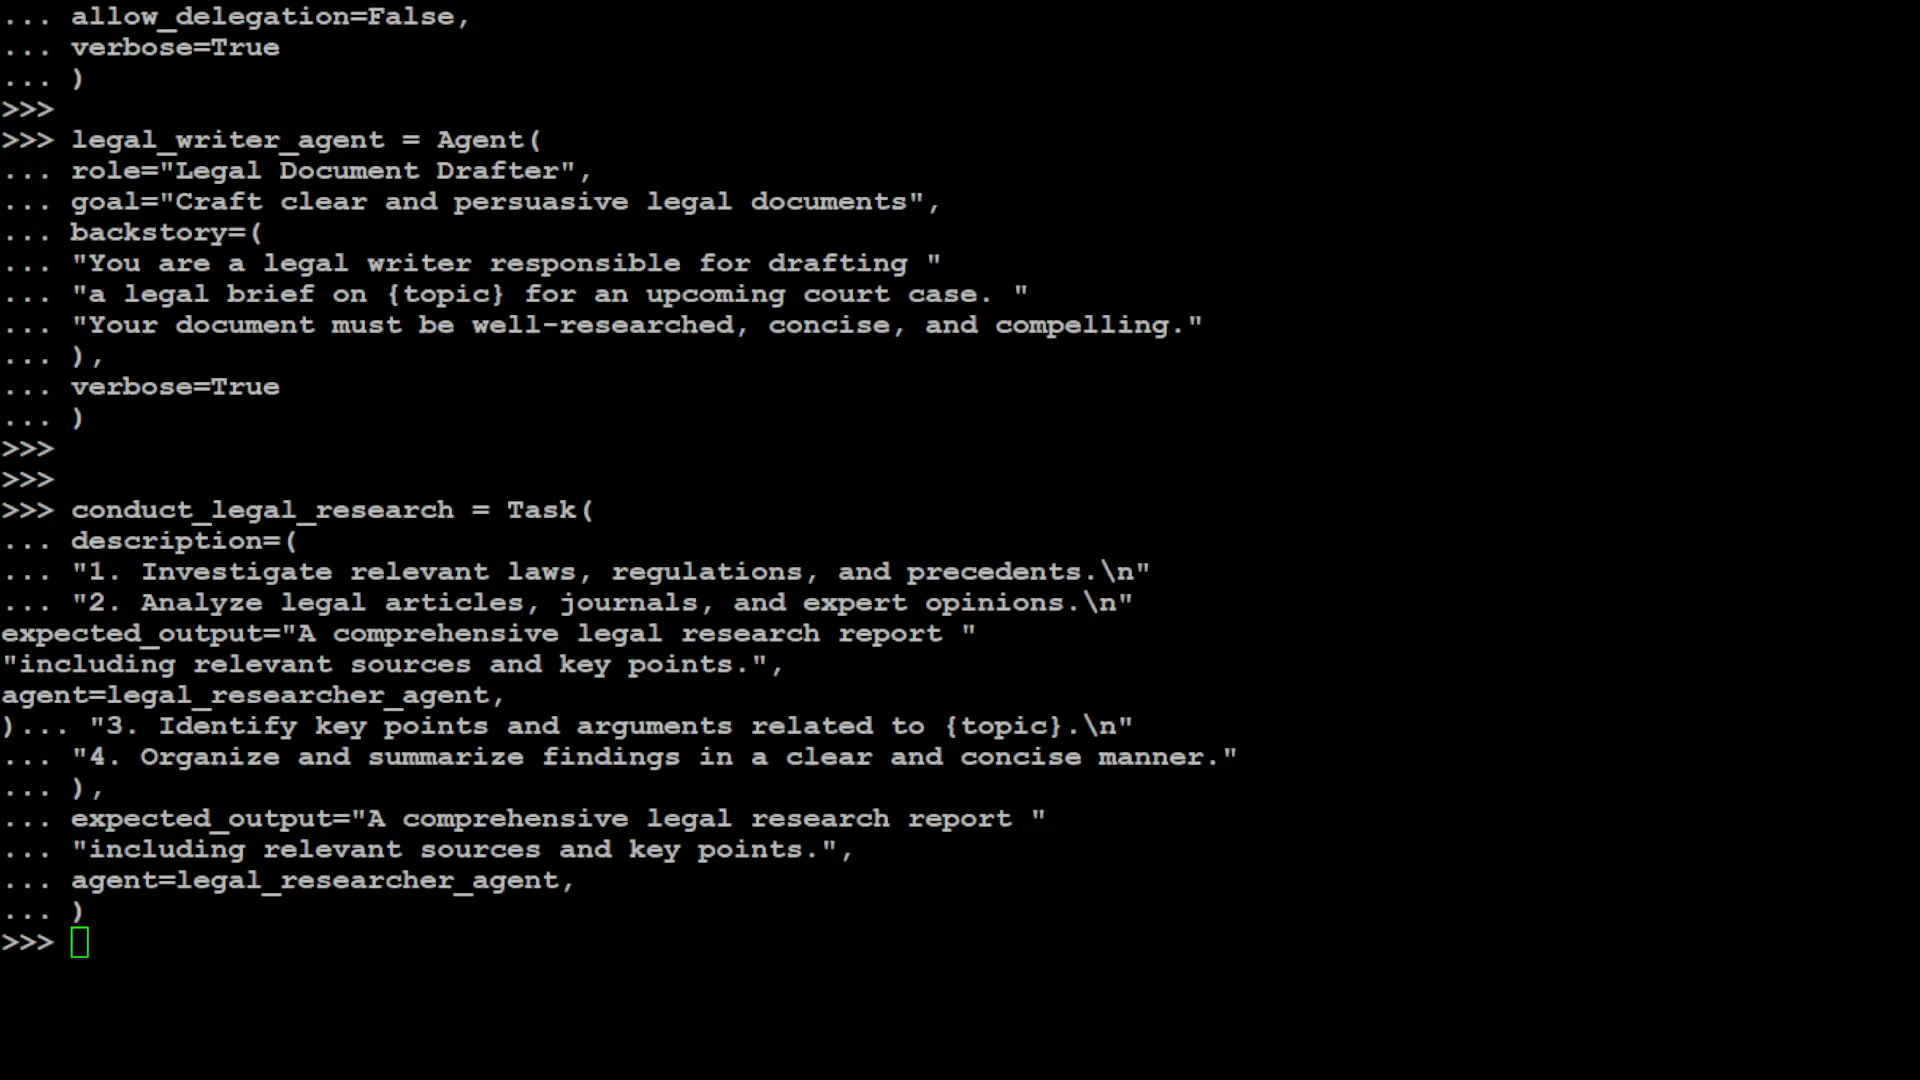 ... allow_delegation=False,
... verbose=True
... )
>>>
>>> legal_writer_agent = Agent(
... role="Legal Document Drafter",
... goal="Craft clear and persuasive legal documents",
... backstory=(
... "You are a legal writer responsible for drafting "
... "a legal brief on {topic} for an upcoming court case. "
... "Your document must be well-researched, concise, and compelling."
... ),
... verbose=True
... )
>>>
>>>
>>> conduct_legal_research = Task(
... description=(
... "1. Investigate relevant laws, regulations, and precedents.\n"
... "2. Analyze legal articles, journals, and expert opinions.\n"
expected_output="A comprehensive legal research report "
"including relevant sources and key points.",
agent=legal_researcher_agent,
)... "3. Identify key points and arguments related to {topic}.\n"
... "4. Organize and summarize findings in a clear and concise manner."
... ),
... expected_output="A comprehensive legal research report "
... "including relevant sources and key points.",
... agent=legal_researcher_agent,
... )
>>>